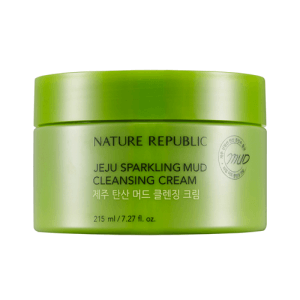 NATURE REPUBLIC
JEJU SPARKLING MUD
CLEANSING CREAM
제주 탄산 머드 클렌징 크림
215 ml / 7.27 fl. oz.
MUD